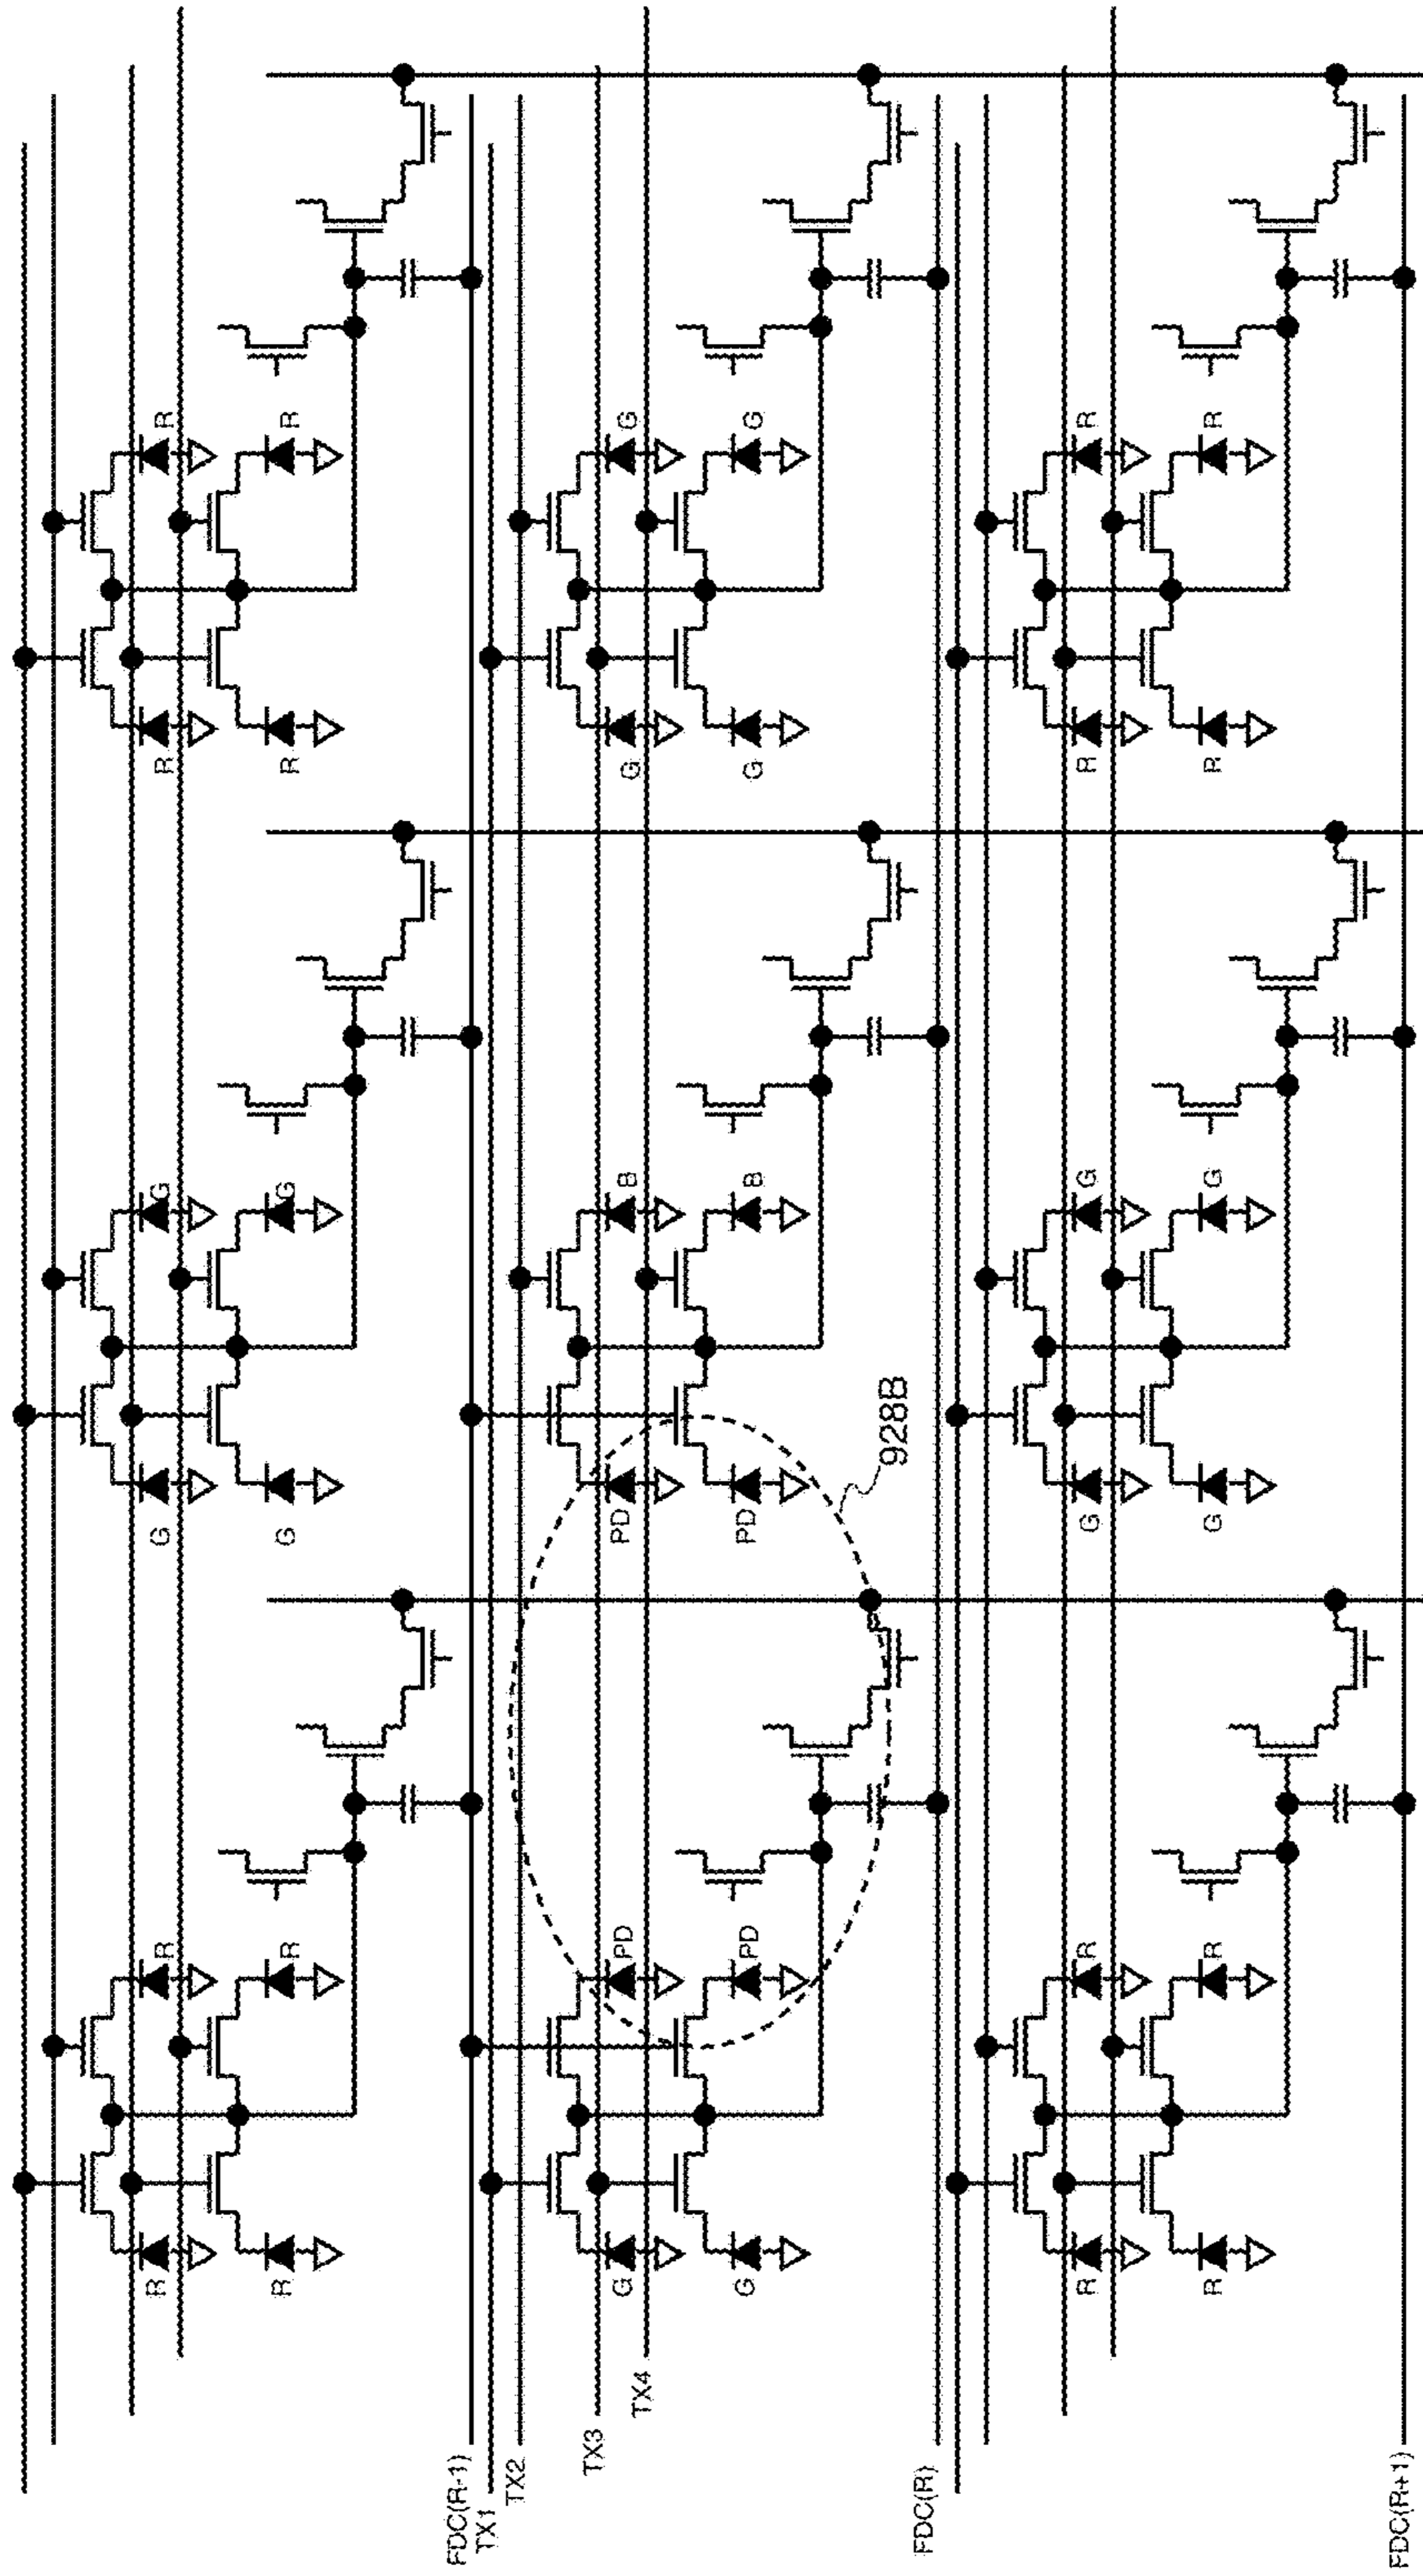 R R G G R R
R R G G R R
FDC(R-1)
TX1
TX2
TX3
G PD PD B G G
TX4
G PD PD B G G
928B
FDC(R)
R R G G R R
R R G G R R
FDC(R+1)